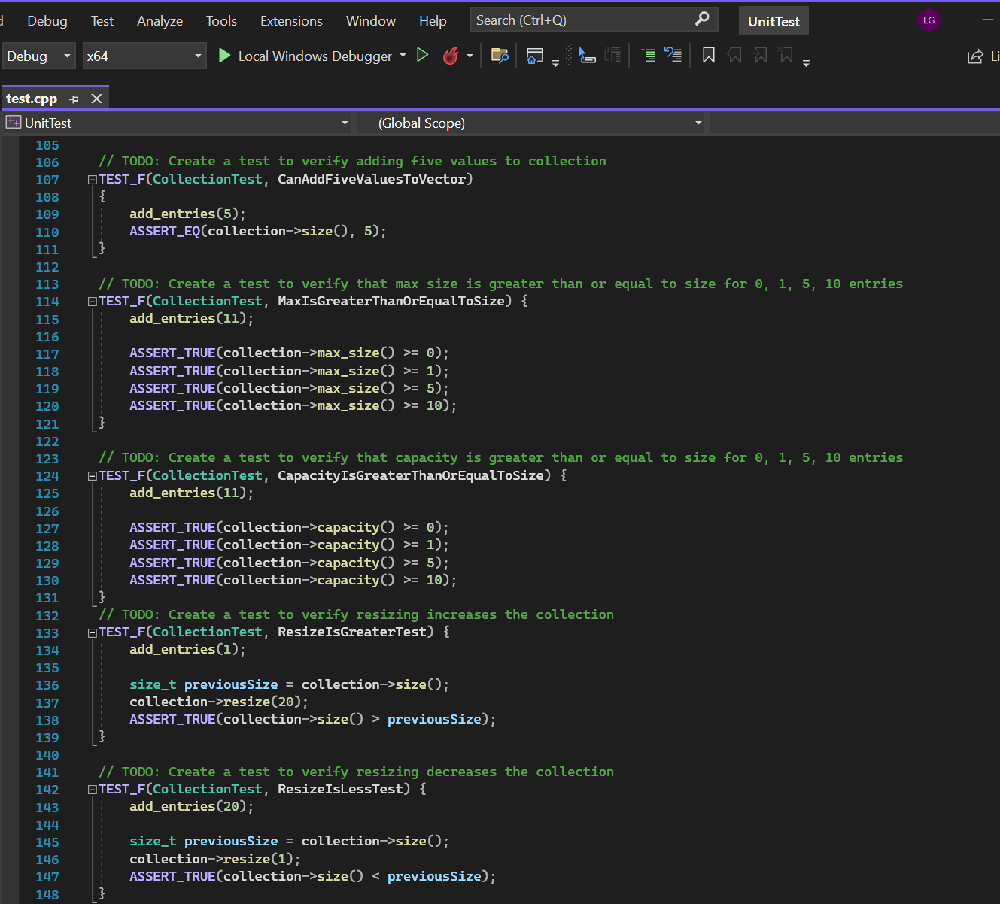 Debug Test Analyze Tools Extensions Window Help Search (Ctrl+Q) UnitTest LG
Debug x64 Local Windows Debugger Li
test.cpp
UnitTest (Global Scope)
105
106 // TODO: Create a test to verify adding five values to collection
107 TEST_F(CollectionTest, CanAddFiveValuesToVector)
108 {
109 add_entries(5);
110 ASSERT_EQ(collection->size(), 5);
111 }
112
113 // TODO: Create a test to verify that max size is greater than or equal to size for 0, 1, 5, 10 entries
114 TEST_F(CollectionTest, MaxIsGreaterThanOrEqualToSize) {
115 add_entries(11);
116
117 ASSERT_TRUE(collection->max_size() >= 0);
118 ASSERT_TRUE(collection->max_size() >= 1);
119 ASSERT_TRUE(collection->max_size() >= 5);
120 ASSERT_TRUE(collection->max_size() >= 10);
121 }
122
123 // TODO: Create a test to verify that capacity is greater than or equal to size for 0, 1, 5, 10 entries
124 TEST_F(CollectionTest, CapacityIsGreaterThanOrEqualToSize) {
125 add_entries(11);
126
127 ASSERT_TRUE(collection->capacity() >= 0);
128 ASSERT_TRUE(collection->capacity() >= 1);
129 ASSERT_TRUE(collection->capacity() >= 5);
130 ASSERT_TRUE(collection->capacity() >= 10);
131 }
132 // TODO: Create a test to verify resizing increases the collection
133 TEST_F(CollectionTest, ResizeIsGreaterTest) {
134 add_entries(1);
135
136 size_t previousSize = collection->size();
137 collection->resize(20);
138 ASSERT_TRUE(collection->size() > previousSize);
139 }
140
141 // TODO: Create a test to verify resizing decreases the collection
142 TEST_F(CollectionTest, ResizeIsLessTest) {
143 add_entries(20);
144
145 size_t previousSize = collection->size();
146 collection->resize(1);
147 ASSERT_TRUE(collection->size() < previousSize);
148 }